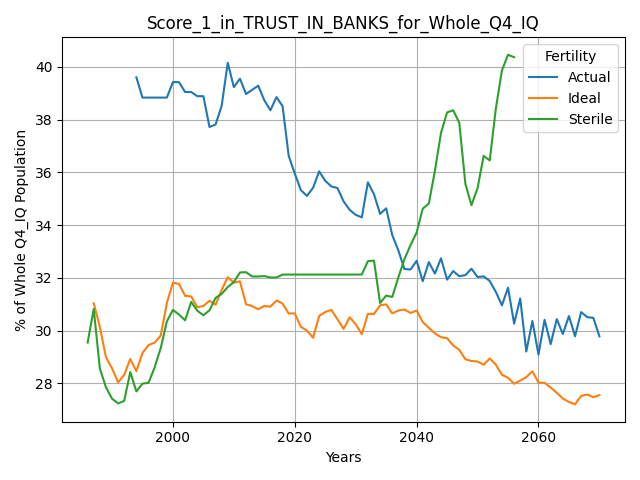 Score_1_in_TRUST_IN_BANKS_for_Whole_Q4_IQ
% of Whole Q4_IQ Population
40
38
36
34
32
30
28
Fertility
Actual
Ideal
Sterile
2000 2020 2040 2060
Years